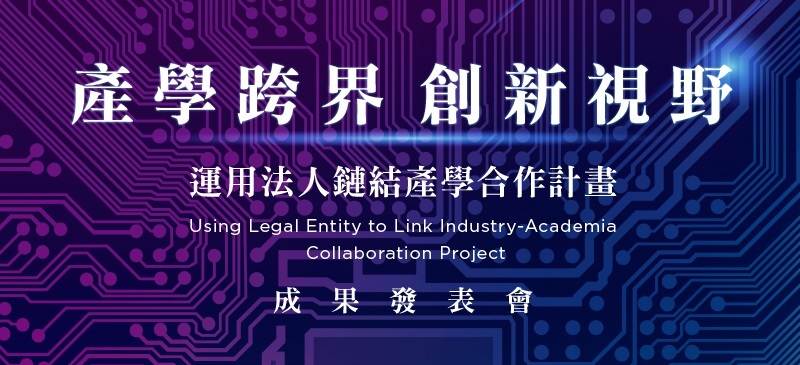 產學跨界 創新視野
運用法人鏈結產學合作計畫
Using Legal Entity to Link Industry-Academia
Collaboration Project
成果發表會